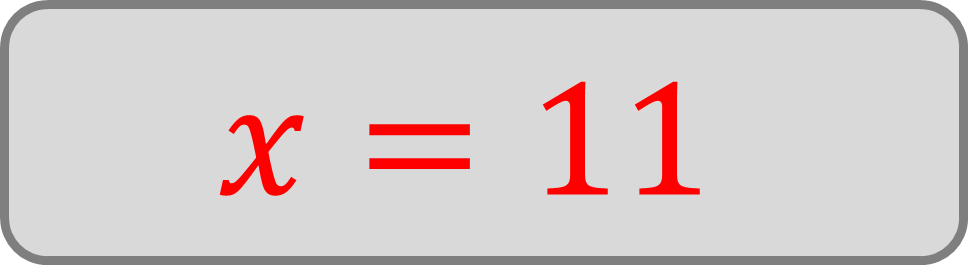 x = 11